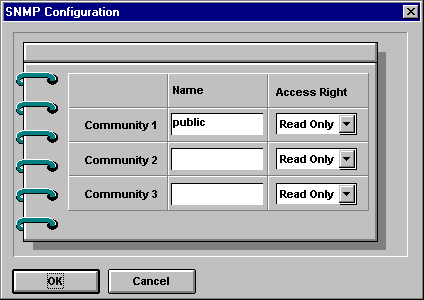 SNMP Configuration
Name Access Right
Community 1 public Read Only
Community 2 Read Only
Community 3 Read Only
OK Cancel